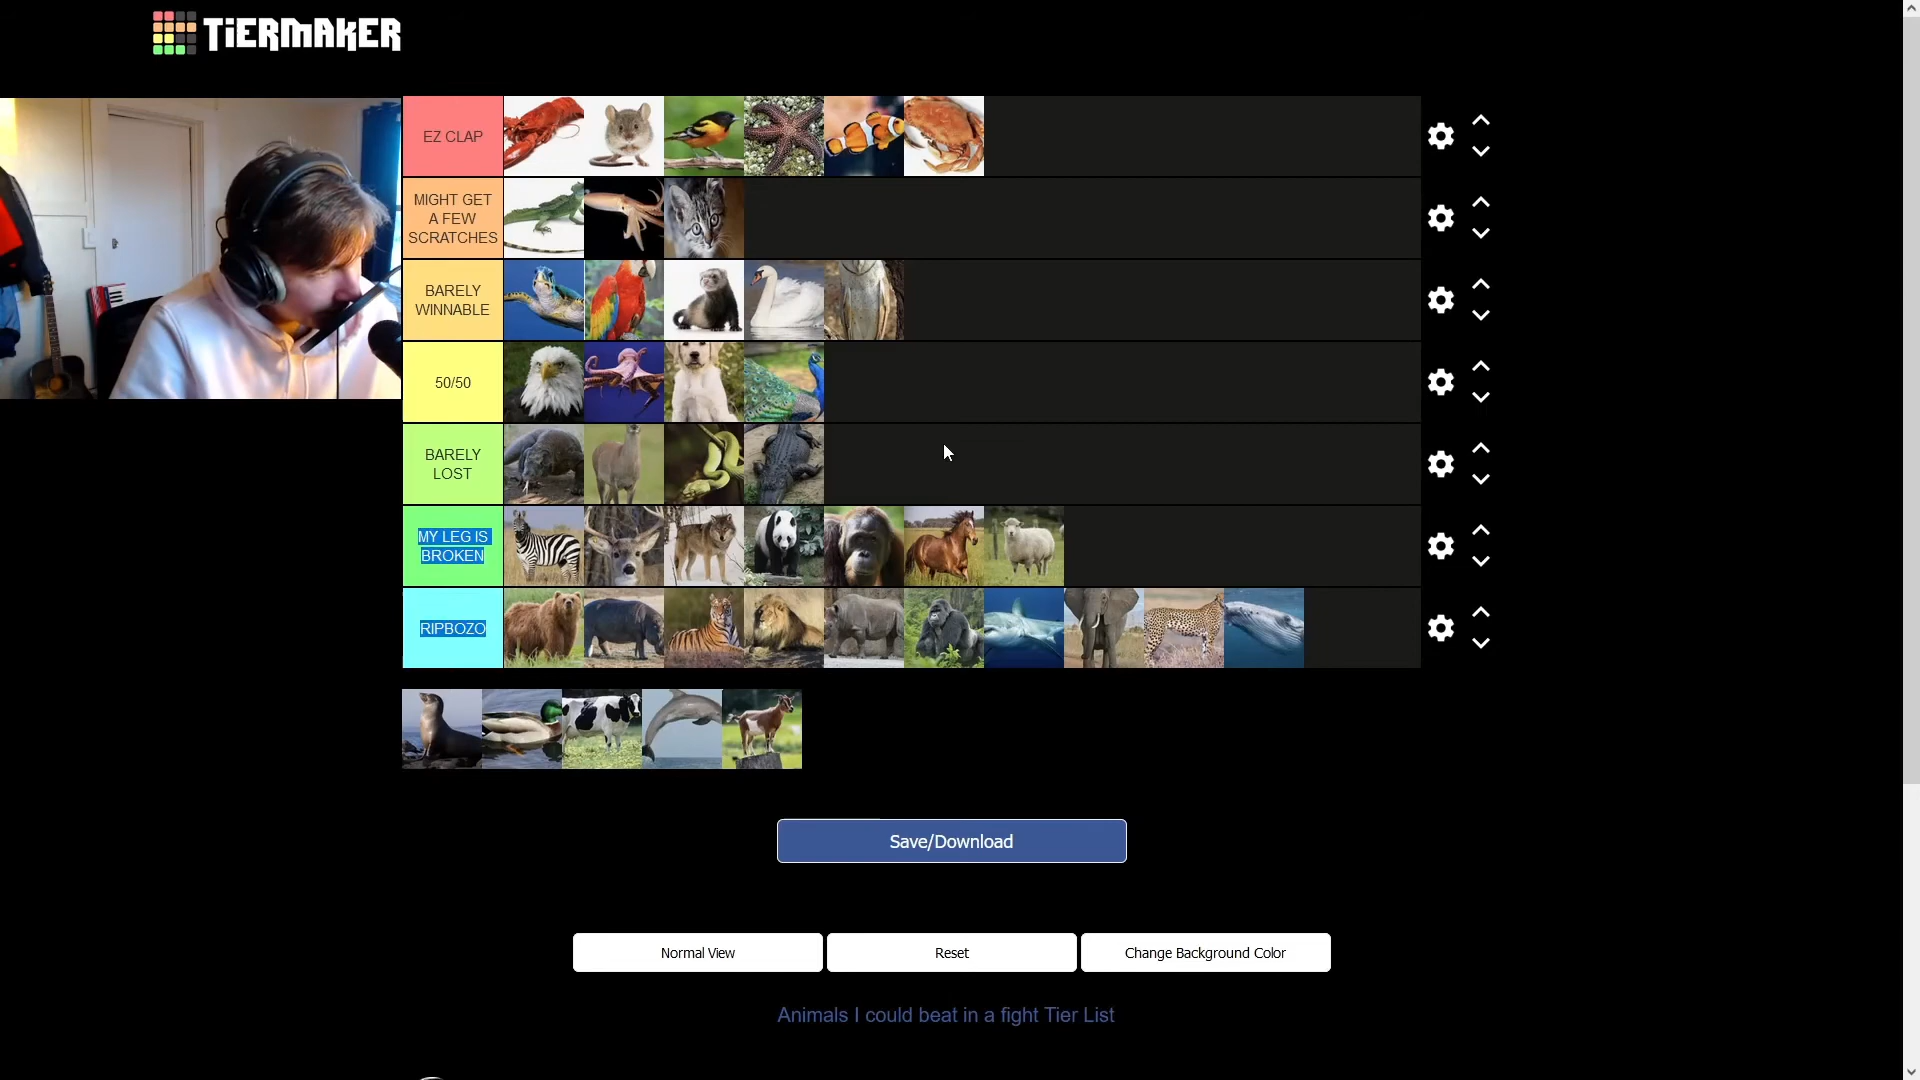 TiERMAKER
EZ CLAP
MIGHT GET
A FEW
SCRATCHES
BARELY
WINNABLE
50/50
BARELY
LOST
MY LEG IS
BROKEN
RIPBOZO
Save/Download
Normal View
Reset
Change Background Color
Animals I could beat in a fight Tier List